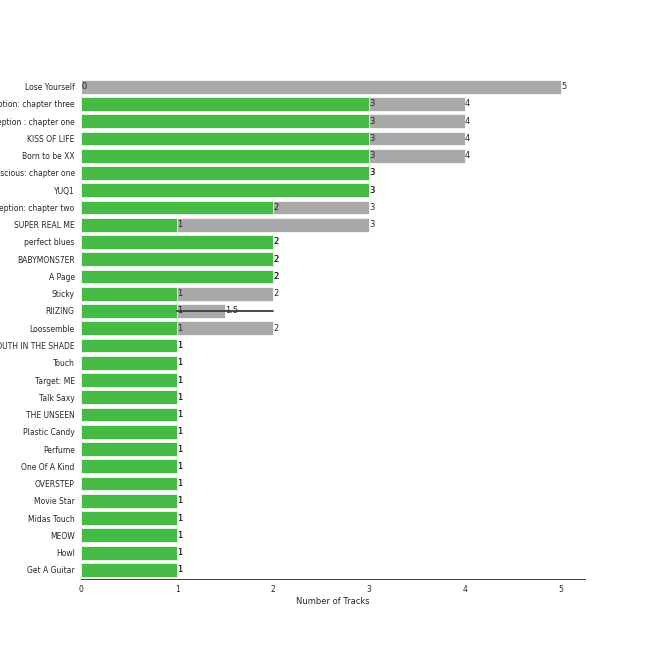 Lose Yourself 0 5
ption: chapter three 3 4
eption : chapter one 3 4
KISS OF LIFE 3 4
Born to be XX 3 4
scious: chapter one 3
YUQ1 3
eption: chapter two 2 3
SUPER REAL ME 1 3
perfect blues 2
BABYMONS7ER 2
A Page 2
Sticky 1 2
RIIZING 1 1.5
Loossemble 1 2
OUTH IN THE SHADE 1
Touch 1
Target: ME 1
Talk Saxy 1
THE UNSEEN 1
Plastic Candy 1
Perfume 1
One Of A Kind 1
OVERSTEP 1
Movie Star 1
Midas Touch 1
MEOW 1
Howl 1
Get A Guitar 1
0 1 2 3 4 5
Number of Tracks